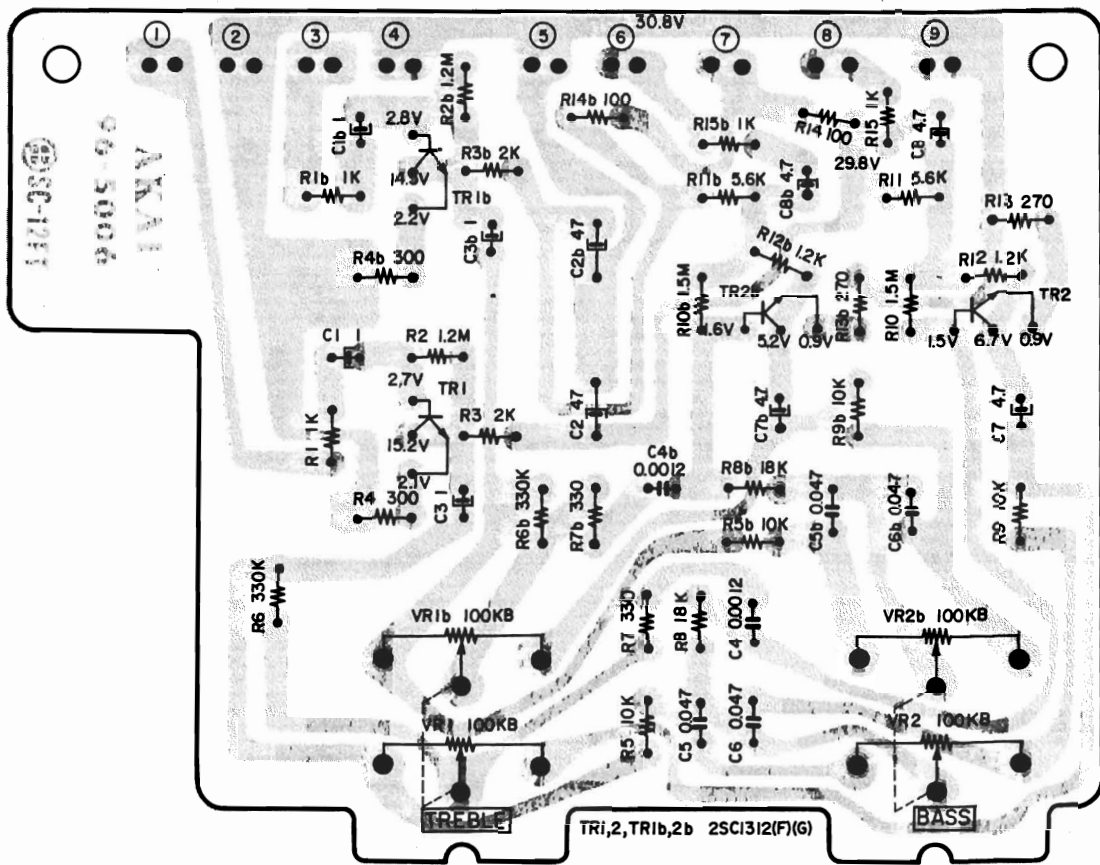 30.8V
1 2 3 4 5 6 7 8 9
C1b 1
2.8V
R2b 1.2M
R14b 100
R15b 1K
R14 100
R15 1K
C8 4.7
29.8V
R1b 1K
14.3V
TR1b
2.2V
R3b 2K
R11b 5.6K
C8b 4.7
R11 5.6K
R13 270
AKAI
96-5006
SC-12FT
C3b 1
C2b 47
R4b 300
R12b 1.2K
R12 1.2K
R10b 1.5M
TR2b
R13b 270
R10 1.5M
TR2
1.6V
5.2V
0.9V
1.5V
6.7V
0.9V
C1 1
R2 1.2M
2.7V
TR1
R1 1K
15.2V
R3 2K
2.1V
C2 47
C7b 4.7
R9b 10K
C7 4.7
C4b
0.0012
R8b 18K
R4 300
C3 1
R6b 330K
R7b 330
R5b 10K
C5b 0.047
C6b 0.047
R9 10K
R6 330K
VR1b 100KB
R7 330
R8 18K
C4 0.0012
VR2b 100KB
VR1 100KB
R5 10K
C5 0.047
C6 0.047
VR2 100KB
TREBLE
TR1,2,TR1b,2b 2SC1312(F)(G)
BASS